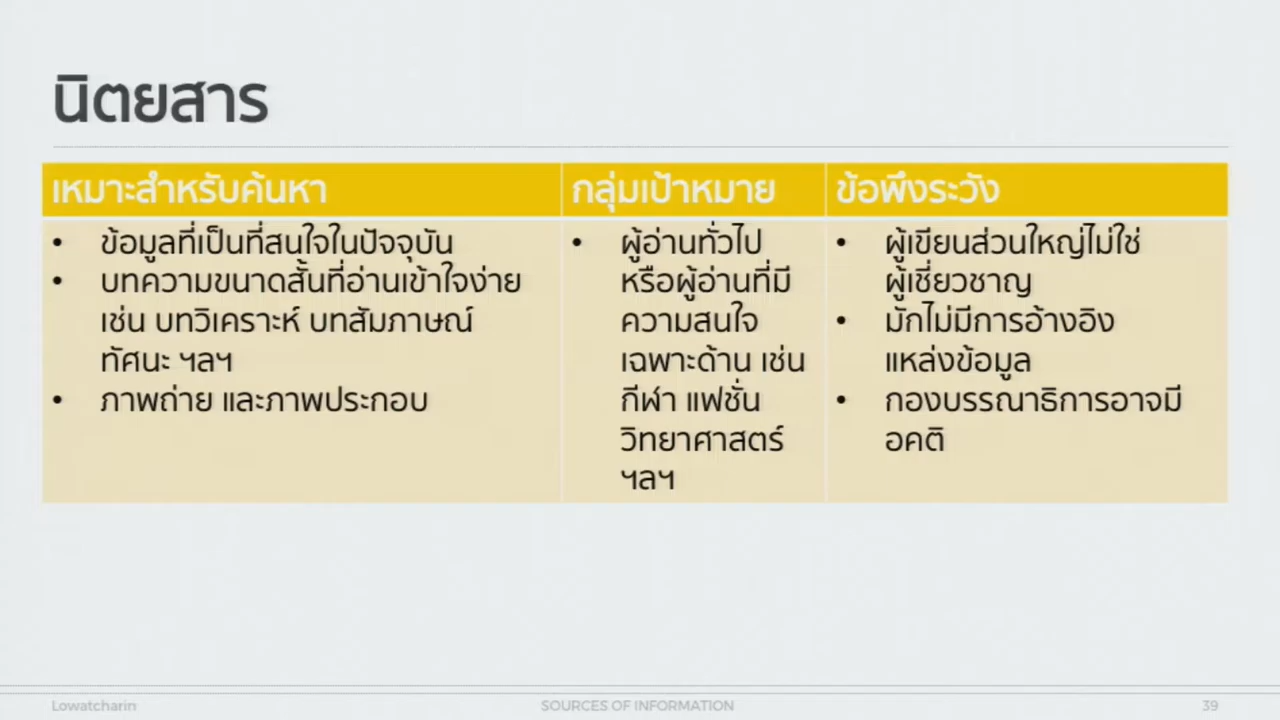 นิตยสาร
เหมาะสำหรับค้นหา
กลุ่มเป้าหมาย
ข้อพึงระวัง
• ข้อมูลที่เป็นที่สนใจในปัจจุบัน
• บทความขนาดสั้นที่อ่านเข้าใจง่าย
เช่น บทวิเคราะห์ บทสัมภาษณ์
ทัศนะ ฯลฯ
• ภาพถ่าย และภาพประกอบ
• ผู้อ่านทั่วไป
หรือผู้อ่านที่มี
ความสนใจ
เฉพาะด้าน เช่น
กีฬา แฟชั่น
วิทยาศาสตร์
ฯลฯ
• ผู้เขียนส่วนใหญ่ไม่ใช่
ผู้เชี่ยวชาญ
• มักไม่มีการอ้างอิง
แหล่งข้อมูล
• กองบรรณาธิการอาจมี
อคติ
Lowatcharin
SOURCES OF INFORMATION
39